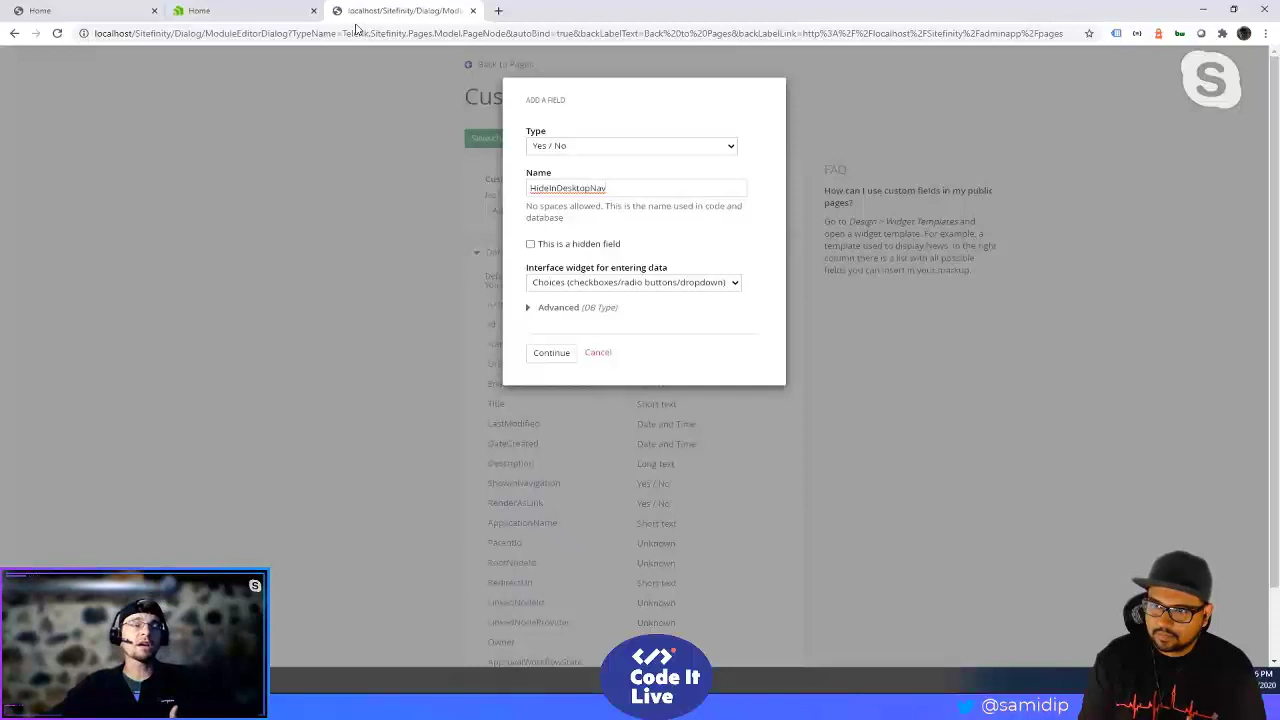 Home
Home
localhost/Sitefinity/Dialog/Modu
localhost/Sitefinity/Dialog/ModuleEditorDialog?TypeName=Telerik.Sitefinity.Pages.Model.PageNode&autoBind=true&backLabelText=Back%20to%20Pages&backLabelLink=http%3A%2F%2Flocalhost%2FSitefinity%2Fadminapp%2Fpages
Back to Pages
Cus
ADD A FIELD
Type
Yes / No
Name
HideInDesktopNav
No spaces allowed. This is the name used in code and
database
This is a hidden field
Interface widget for entering data
Choices (checkboxes/radio buttons/dropdown)
Advanced (DB Type)
Continue
Cancel
FAQ
How can I use custom fields in my public
pages?
Go to Design > Widget Templates and
open a widget template. For example, a
template used to display News. In the right
column there is a list with all possible
fields you can insert in your markup.
Title Short text
LastModified Date and Time
DateCreated Date and Time
Description Long text
ShowInNavigation Yes / No
RenderAsLink Yes / No
ApplicationName Short text
ParentId Unknown
RootNodeId Unknown
RedirectUrl Short text
LinkedNodeId Unknown
LinkedNodeProvider Unknown
Owner Unknown
ApprovalWorkflowState
Code It
Live
@samidip